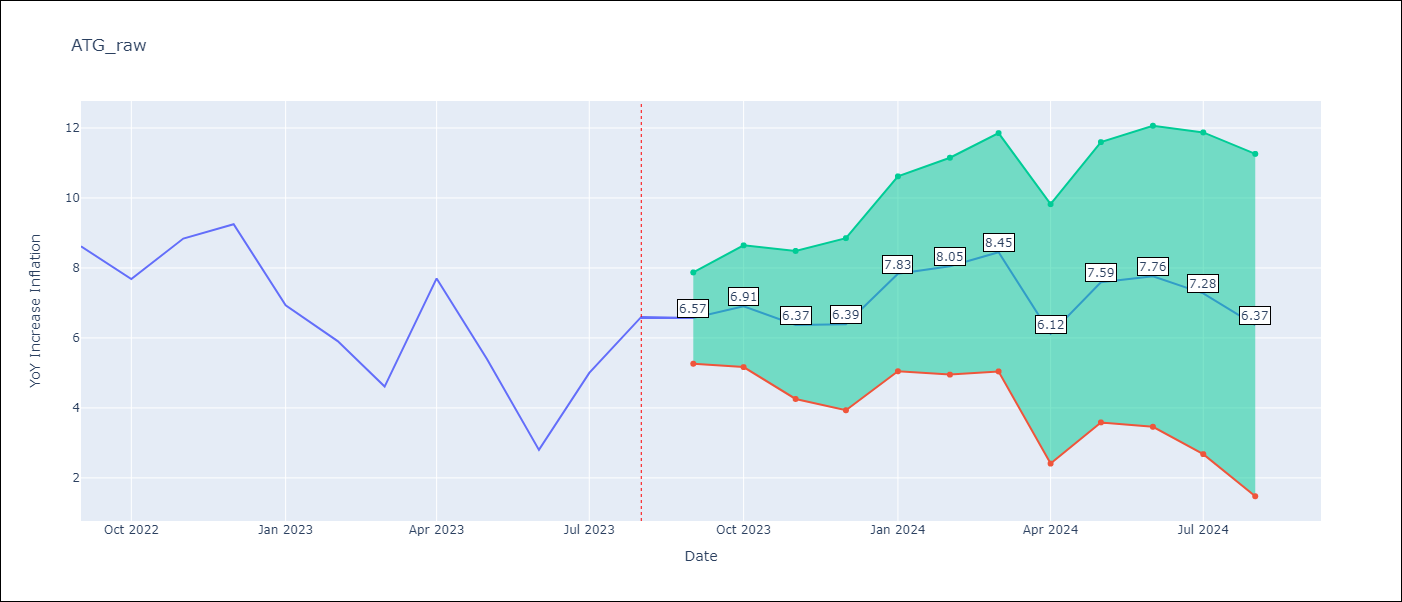 ATG_raw
YoY Increase Inflation
12
10
8
6
4
2
6.57
6.91
6.37
6.39
7.83
8.05
8.45
6.12
7.59
7.76
7.28
6.37
Oct 2022
Jan 2023
Apr 2023
Jul 2023
Oct 2023
Jan 2024
Apr 2024
Jul 2024
Date